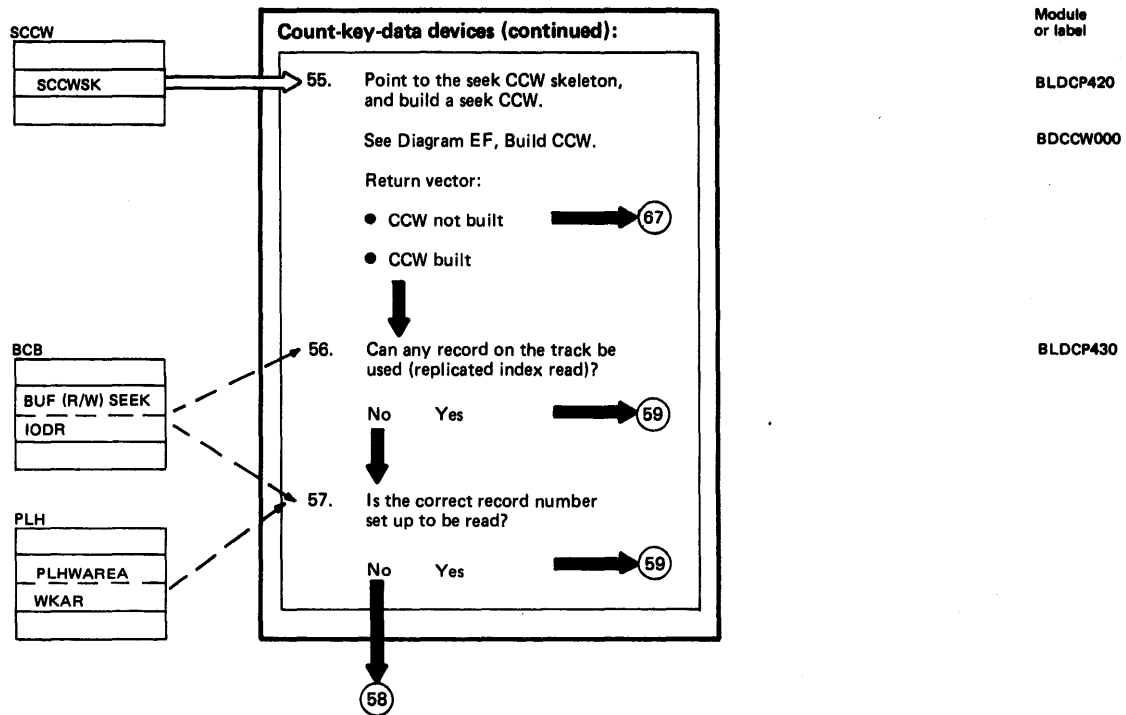 SCCW
SCCWSK
Count-key-data devices (continued):
Module
or label
55. Point to the seek CCW skeleton,
and build a seek CCW.
BLDCP420
See Diagram EF, Build CCW.
BDCCW000
Return vector:
● CCW not built
67
● CCW built
BCB
BUF (R/W) SEEK
IODR
56. Can any record on the track be
used (replicated index read)?
BLDCP430
No Yes
59
57. Is the correct record number
set up to be read?
PLH
PLHWAREA
WKAR
No Yes
59
58